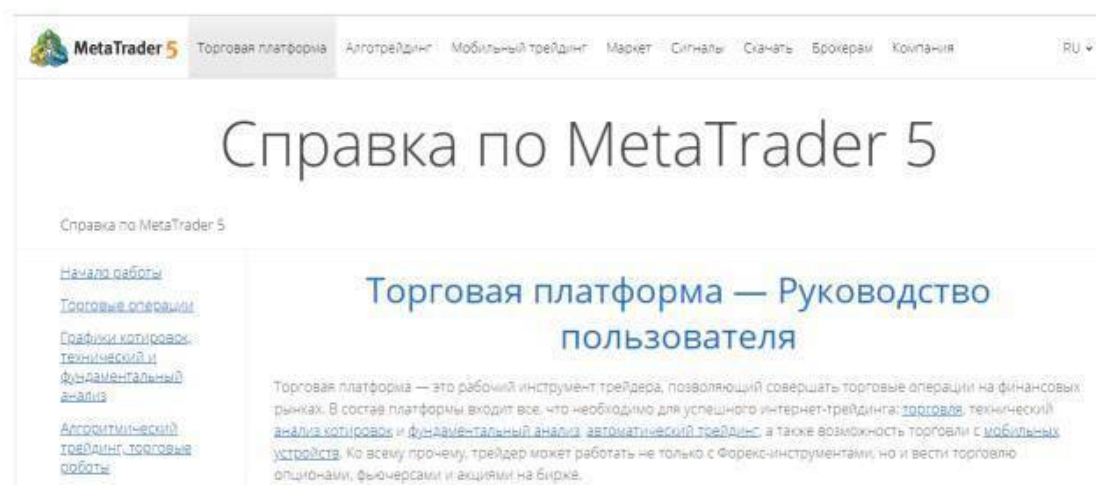 MetaTrader 5 Торговая платформа Алготрейдинг Мобильный трейдинг Маркет Сигналы Скачать Брокерам Компания RU
Справка по MetaTrader 5
Справка по MetaTrader 5
Начало работы
Торговые операции
Графики котировок,
технический и
фундаментальный
анализ
Алгоритмический
трейдинг, торговые
роботы
Торговая платформа — Руководство
пользователя
Торговая платформа — это рабочий инструмент трейдера, позволяющий совершать торговые операции на финансовых
рынках. В состав платформы входит все, что необходимо для успешного интернет-трейдинга: торговля, технический
анализ котировок и фундаментальный анализ, автоматический трейдинг, а также возможность торговли с мобильных
устройств. Ко всему прочему, трейдер может работать не только с Форекс-инструментами, но и вести торговлю
опционами, фьючерсами и акциями на бирже.